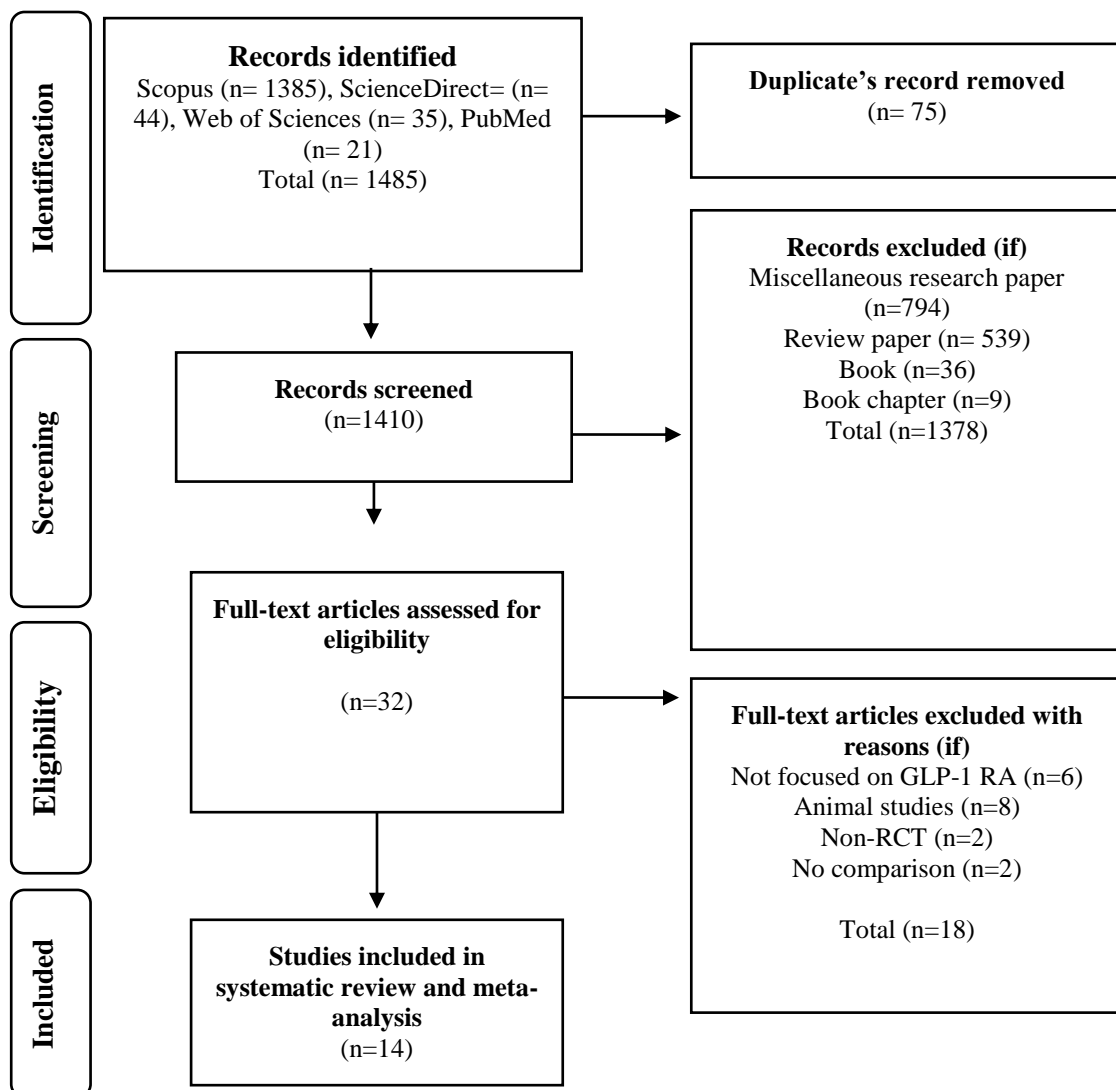 Identification
Records identified
Scopus (n= 1385), ScienceDirect= (n=
44), Web of Sciences (n= 35), PubMed
(n= 21)
Total (n= 1485)
Duplicate's record removed
(n= 75)
Screening
Records screened
(n=1410)
Records excluded (if)
Miscellaneous research paper
(n=794)
Review paper (n= 539)
Book (n=36)
Book chapter (n=9)
Total (n=1378)
Eligibility
Full-text articles assessed for
eligibility
(n=32)
Full-text articles excluded with
reasons (if)
Not focused on GLP-1 RA (n=6)
Animal studies (n=8)
Non-RCT (n=2)
No comparison (n=2)
Total (n=18)
Included
Studies included in
systematic review and meta-
analysis
(n=14)